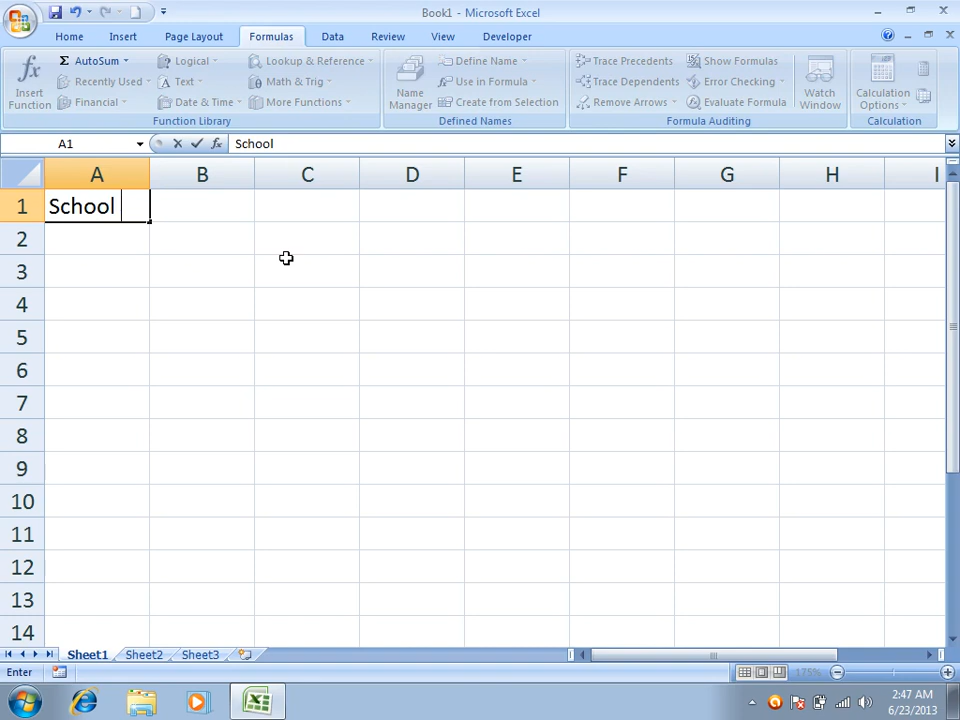 Book1 - Microsoft Excel
Home Insert Page Layout Formulas Data Review View Developer
Insert Function
AutoSum
Recently Used
Financial
Logical
Text
Date & Time
Lookup & Reference
Math & Trig
More Functions
Function Library
Name Manager
Define Name
Use in Formula
Create from Selection
Defined Names
Trace Precedents
Trace Dependents
Remove Arrows
Show Formulas
Error Checking
Evaluate Formula
Formula Auditing
Watch Window
Calculation Options
Calculation
A1 fx School
A B C D E F G H I
1 School
2
3
4
5
6
7
8
9
10
11
12
13
14
Sheet1 Sheet2 Sheet3
Enter 175%
2:47 AM
6/23/2013